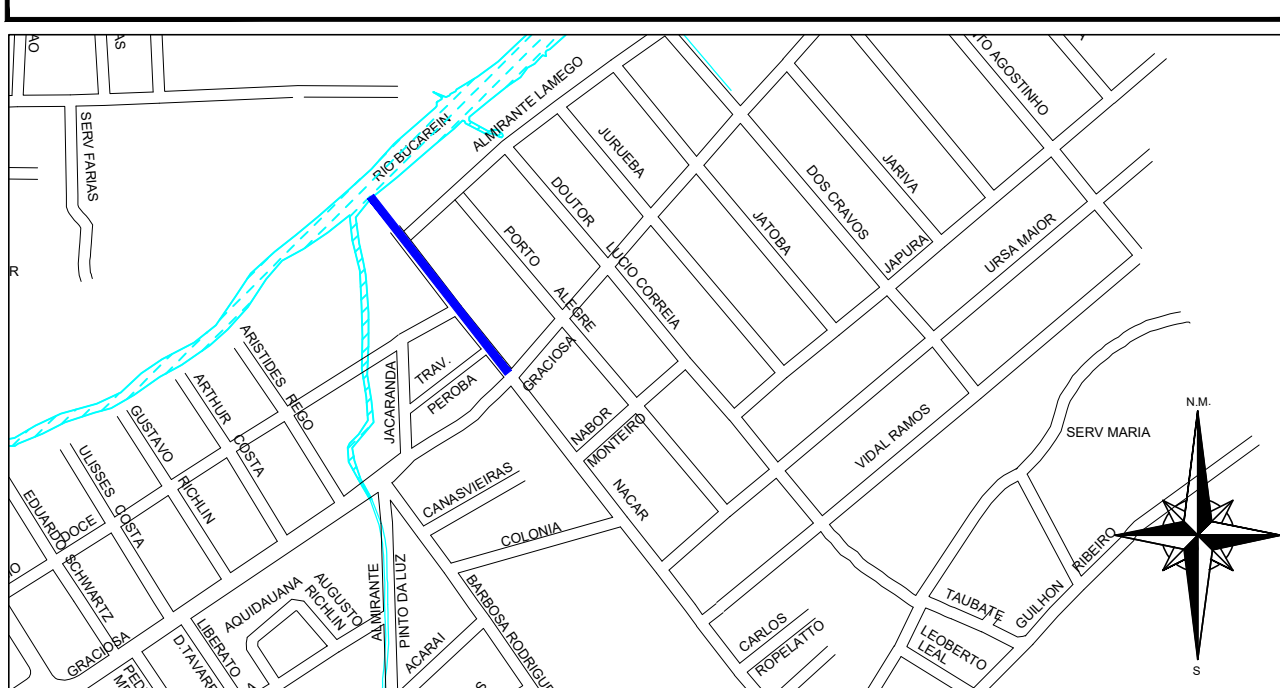 SERV FARIAS
R
RIO BUCAREIN
ALMIRANTE LAMEGO
JURUEBA
DOUTOR
LUCIO CORREIA
PORTO
ALEGRE
JATOBA
DOS CRAVOS
JARIVA
JAPURA
URSA MAIOR
TO AGOSTINHO
ARISTIDES
REGO
ARTHUR
COSTA
GUSTAVO
RICHLIN
ULISSES
COSTA
EDUARDO
SCHWARTZ
DOCE
JACARANDA
TRAV.
PEROBA
GRACIOSA
NABOR
MONTEIRO
NACAR
VIDAL RAMOS
SERV MARIA
N.M.
S
CANASVIEIRAS
COLONIA
BARBOSA RODRIGUE
ALMIRANTE
PINTO DA LUZ
AUGUSTO
RICHLIN
AQUIDAUANA
LIBERATO
D.TAVARE
GRACIOSA
ACARAI
CARLOS
ROPELATTO
TAUBATE
LEOBERTO
LEAL
GUILHON
RIBEIRO